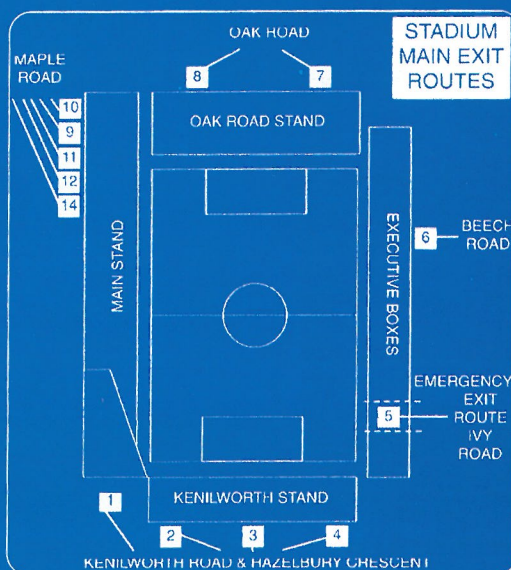 OAK ROAD
STADIUM
MAIN EXIT
ROUTES
MAPLE
ROAD
8
7
10
9
11
12
14
OAK ROAD STAND
MAIN STAND
EXECUTIVE BOXES
6
BEECH
ROAD
EMERGENCY
EXIT
ROUTE
IVY
ROAD
5
KENILWORTH STAND
1
2
3
4
KENILWORTH ROAD & HAZELBURY CRESCENT